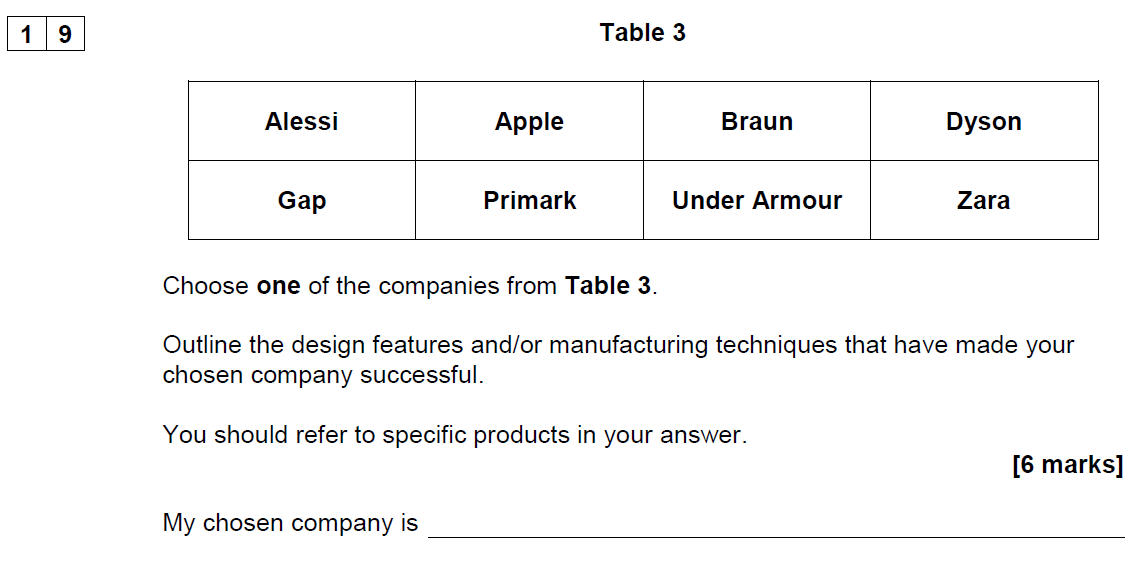 1 9
Table 3
Alessi Apple Braun Dyson
Gap Primark Under Armour Zara
Choose one of the companies from Table 3.
Outline the design features and/or manufacturing techniques that have made your
chosen company successful.
You should refer to specific products in your answer.
[6 marks]
My chosen company is